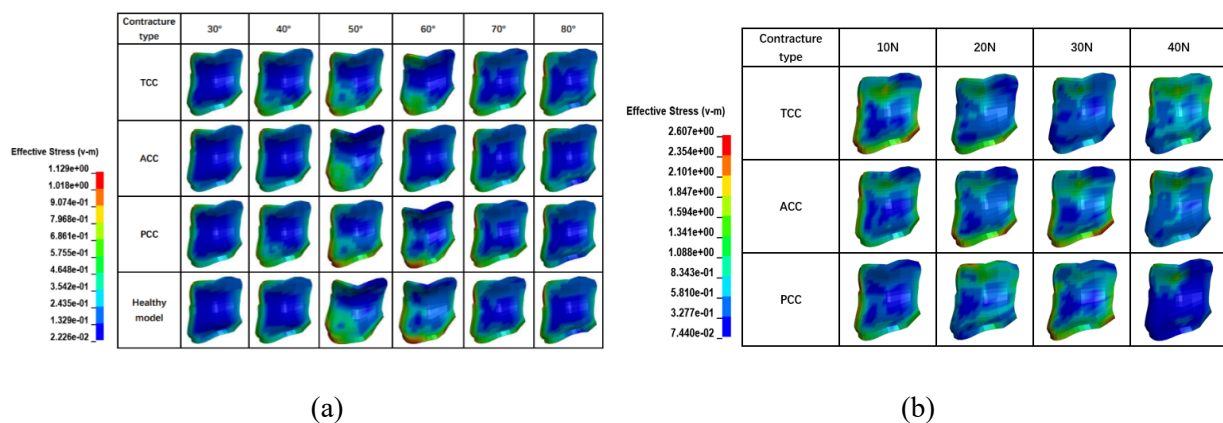 Contracture type 30° 40° 50° 60° 70° 80°
TCC
ACC
PCC
Healthy model
Effective Stress (v-m)
1.129e+00
1.018e+00
9.074e-01
7.968e-01
6.861e-01
5.755e-01
4.648e-01
3.542e-01
2.435e-01
1.329e-01
2.226e-02
(a)
Contracture type 10N 20N 30N 40N
TCC
ACC
PCC
Effective Stress (v-m)
2.607e+00
2.354e+00
2.101e+00
1.847e+00
1.594e+00
1.341e+00
1.088e+00
8.343e-01
5.810e-01
3.277e-01
7.440e-02
(b)